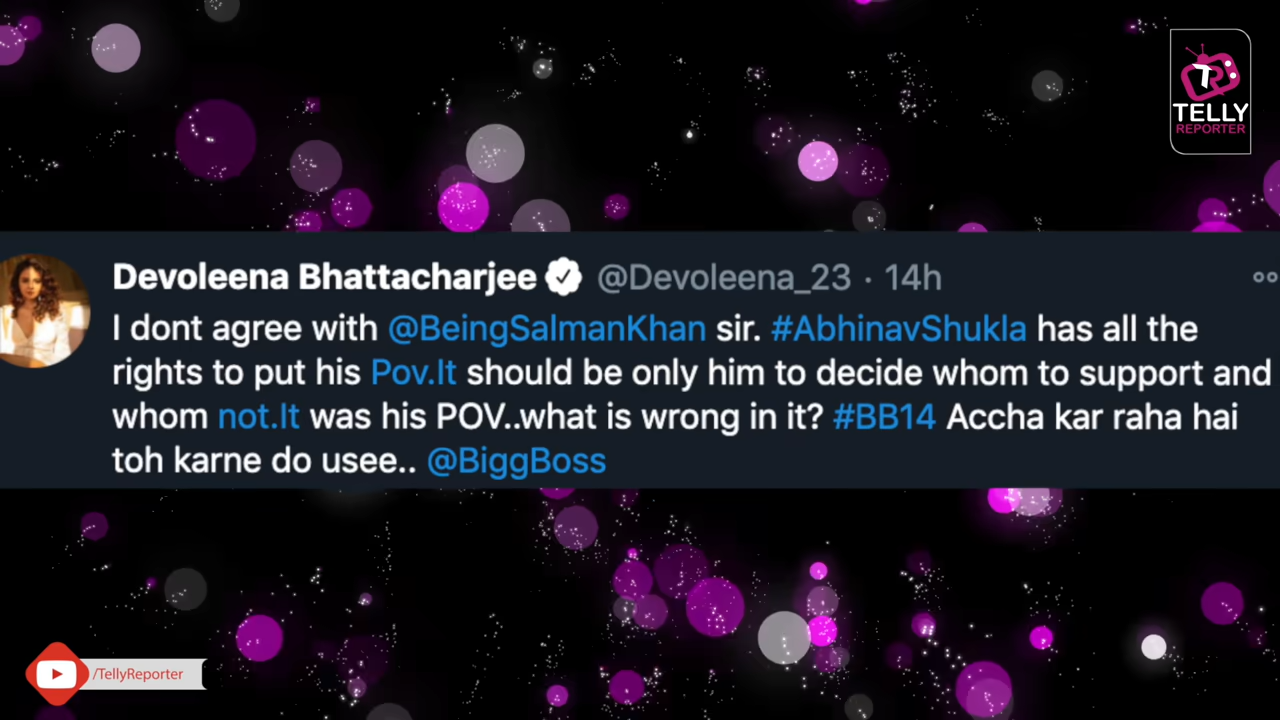 TELLY
REPORTER
Devoleena Bhattacharjee @Devoleena_23 · 14h
I dont agree with @BeingSalmanKhan sir. #AbhinavShukla has all the
rights to put his Pov.It should be only him to decide whom to support and
whom not.It was his POV..what is wrong in it? #BB14 Accha kar raha hai
toh karne do usee.. @BiggBoss
/TellyReporter